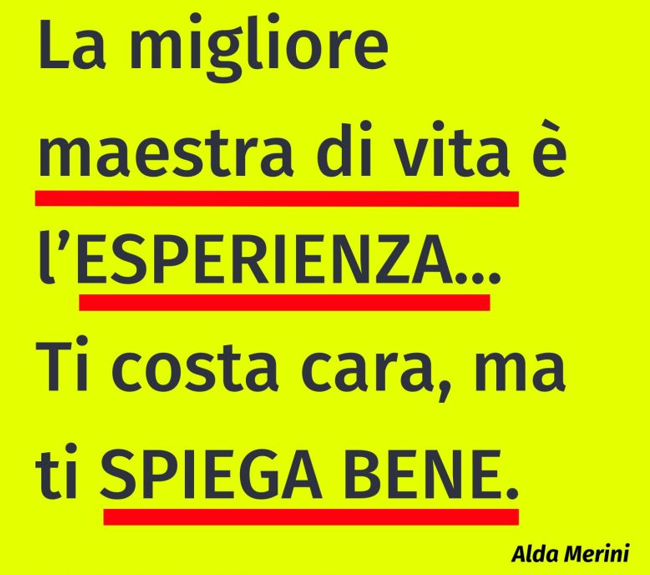 La migliore
maestra di vita è
l’ESPERIENZA...
Ti costa cara, ma
ti SPIEGA BENE.
Alda Merini